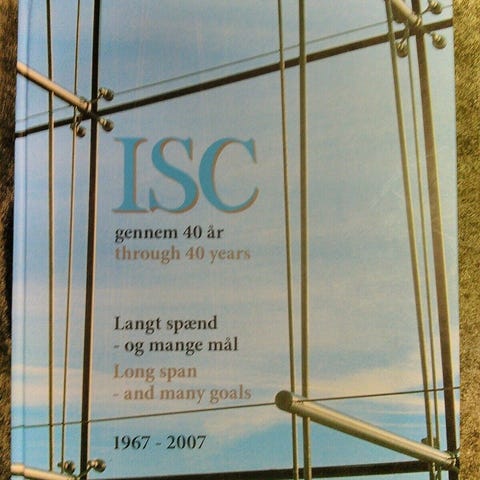 ISC
gennem 40 år
through 40 years
Langt spænd
- og mange mål
Long span
- and many goals
1967 - 2007